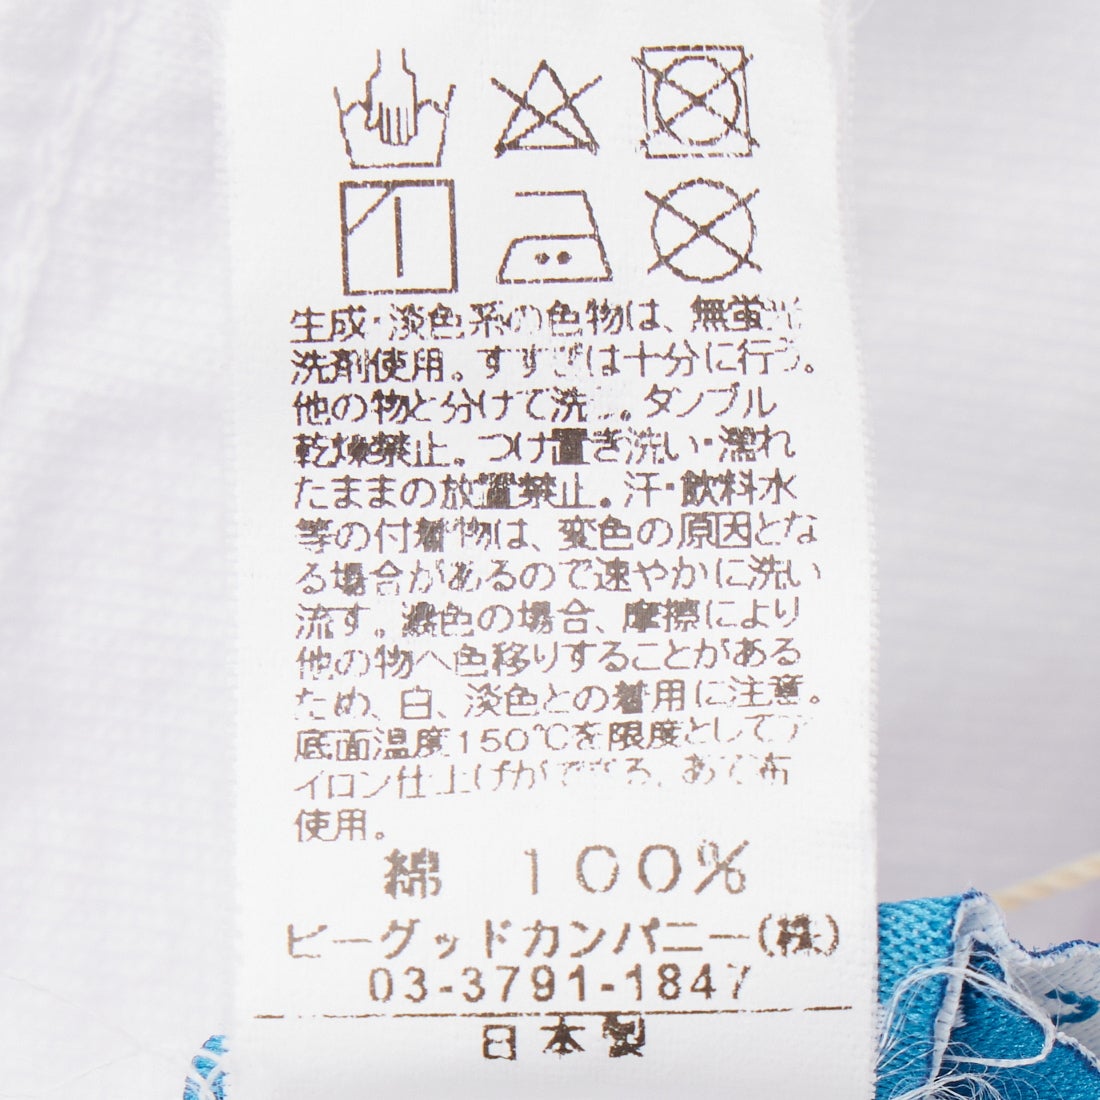 生成・淡色系の色物は、無蛍光
洗剤使用。すすぎは十分に行う。
他の物と分けて洗う。タンブル
乾燥禁止。つけ置き洗い・濡れ
たままの放置禁止。汗・飲料水
等の付着物は、変色の原因とな
る場合があるので速やかに洗い
流す。濃色の場合、摩擦により
他の物へ色移りすることがある
ため、白、淡色との着用に注意。
底面温度150℃を限度としてア
イロン仕上げができる、あて布
使用。
綿 100%
ビーグッドカンパニー(株)
03-3791-1847
日本製